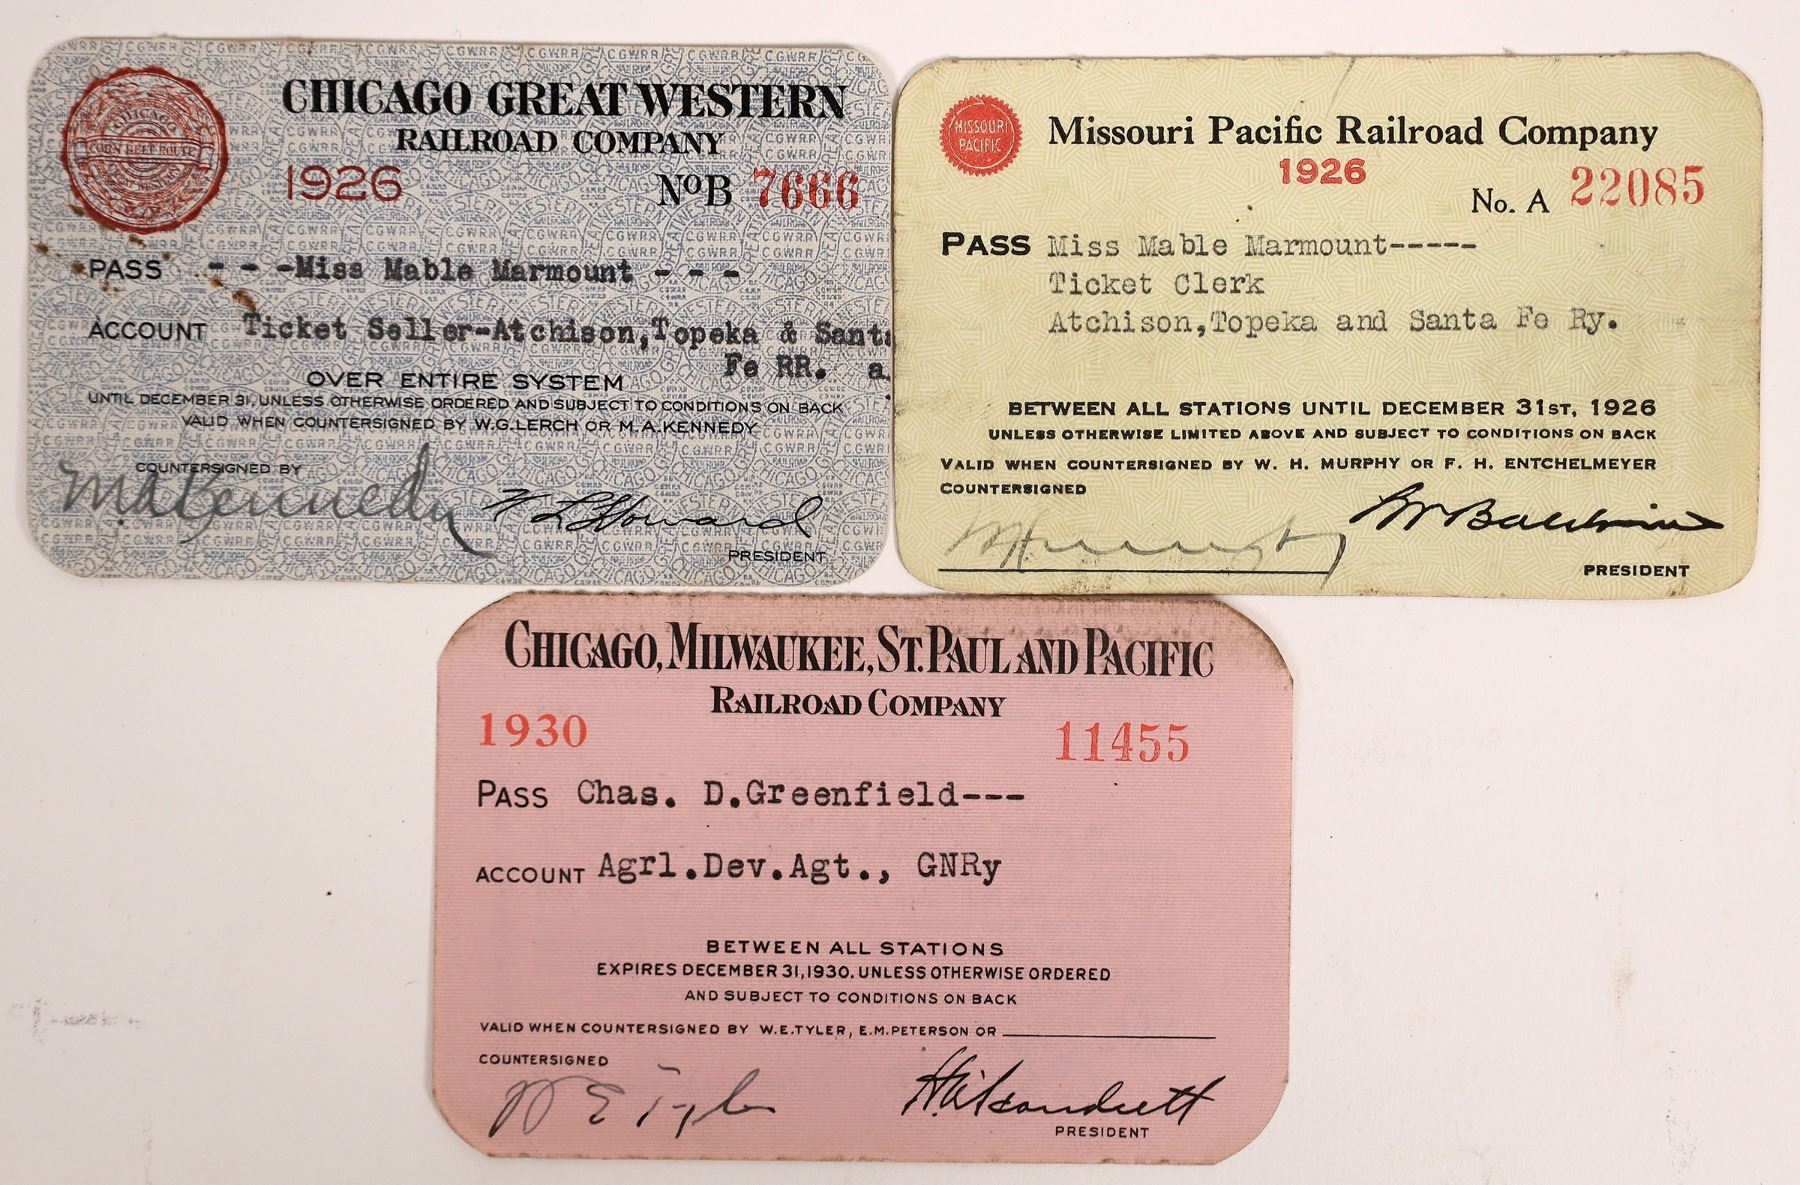 CHICAGO GREAT WESTERN
RAILROAD COMPANY
1926
No B 7666
CHICAGO
CORN BELT ROUTE
PASS - - -Miss Mable Marmount - - -
ACCOUNT Ticket Seller-Atchison,Topeka & Santa
Fe RR. a
OVER ENTIRE SYSTEM
UNTIL DECEMBER 31, UNLESS OTHERWISE ORDERED AND SUBJECT TO CONDITIONS ON BACK
VALID WHEN COUNTERSIGNED BY W.G.LERCH OR M.A.KENNEDY
COUNTERSIGNED BY
M A Kennedy
PRESIDENT
MISSOURI
PACIFIC
Missouri Pacific Railroad Company
1926
No. A 22085
PASS Miss Mable Marmount-----
Ticket Clerk
Atchison,Topeka and Santa Fe Ry.
BETWEEN ALL STATIONS UNTIL DECEMBER 31ST, 1926
UNLESS OTHERWISE LIMITED ABOVE AND SUBJECT TO CONDITIONS ON BACK
VALID WHEN COUNTERSIGNED BY W. H. MURPHY OR F. H. ENTCHELMEYER
COUNTERSIGNED
PRESIDENT
CHICAGO, MILWAUKEE, ST. PAUL AND PACIFIC
RAILROAD COMPANY
1930
11455
PASS Chas. D.Greenfield---
ACCOUNT Agrl.Dev.Agt., GNRy
BETWEEN ALL STATIONS
EXPIRES DECEMBER 31, 1930. UNLESS OTHERWISE ORDERED
AND SUBJECT TO CONDITIONS ON BACK
VALID WHEN COUNTERSIGNED BY W.E.TYLER, E.M.PETERSON OR
COUNTERSIGNED
W E Tyler
PRESIDENT